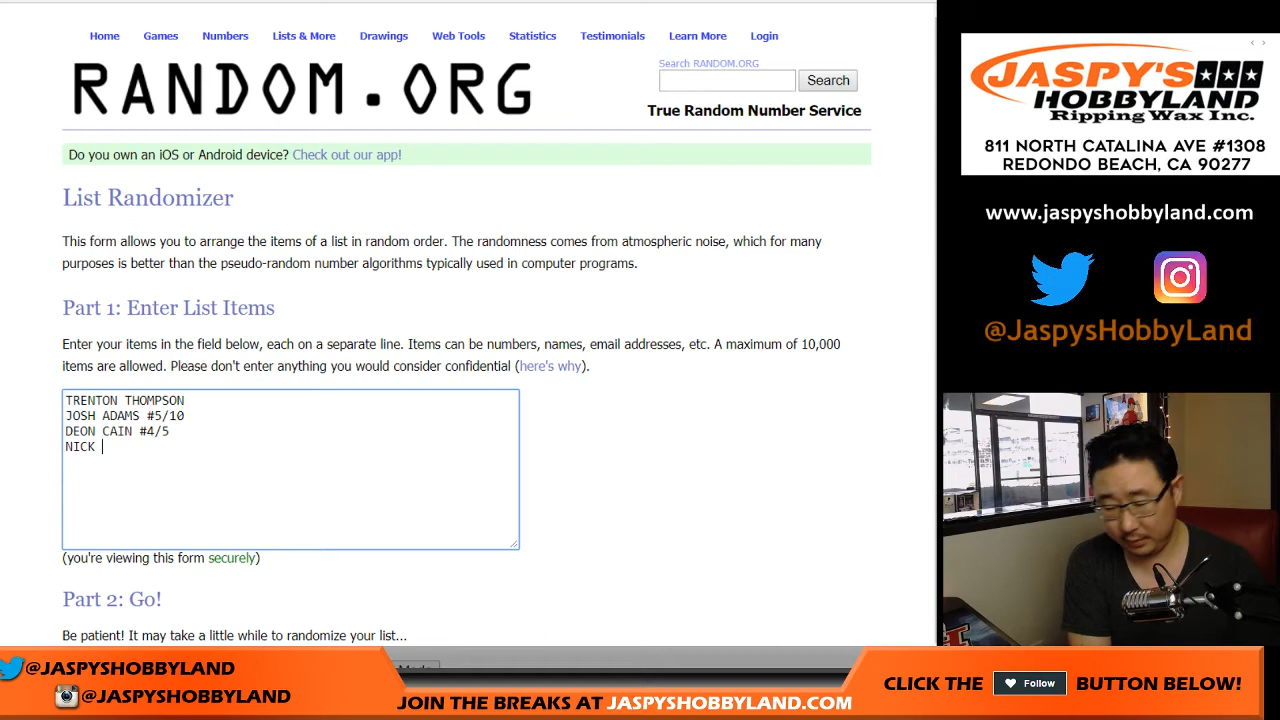 Home Games Numbers Lists & More Drawings Web Tools Statistics Testimonials Learn More Login
RANDOM.ORG
Search RANDOM.ORG
Search
True Random Number Service
Do you own an iOS or Android device? Check out our app!
List Randomizer
This form allows you to arrange the items of a list in random order. The randomness comes from atmospheric noise, which for many
purposes is better than the pseudo-random number algorithms typically used in computer programs.
Part 1: Enter List Items
Enter your items in the field below, each on a separate line. Items can be numbers, names, email addresses, etc. A maximum of 10,000
items are allowed. Please don't enter anything you would consider confidential (here's why).
TRENTON THOMPSON
JOSH ADAMS #5/10
DEON CAIN #4/5
NICK
(you're viewing this form securely)
Part 2: Go!
Be patient! It may take a little while to randomize your list...
JASPY'S
HOBBYLAND
Ripping Wax Inc.
811 NORTH CATALINA AVE #1308
REDONDO BEACH, CA 90277
www.jaspyshobbyland.com
@JaspysHobbyLand
@JASPYSHOBBYLAND
@JASPYSHOBBYLAND
JOIN THE BREAKS AT JASPYSHOBBYLAND.COM
CLICK THE Follow BUTTON BELOW!